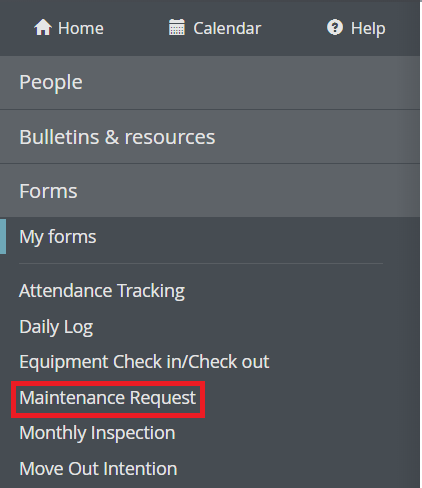 Home Calendar Help
People
Bulletins & resources
Forms
My forms
Attendance Tracking
Daily Log
Equipment Check in/Check out
Maintenance Request
Monthly Inspection
Move Out Intention